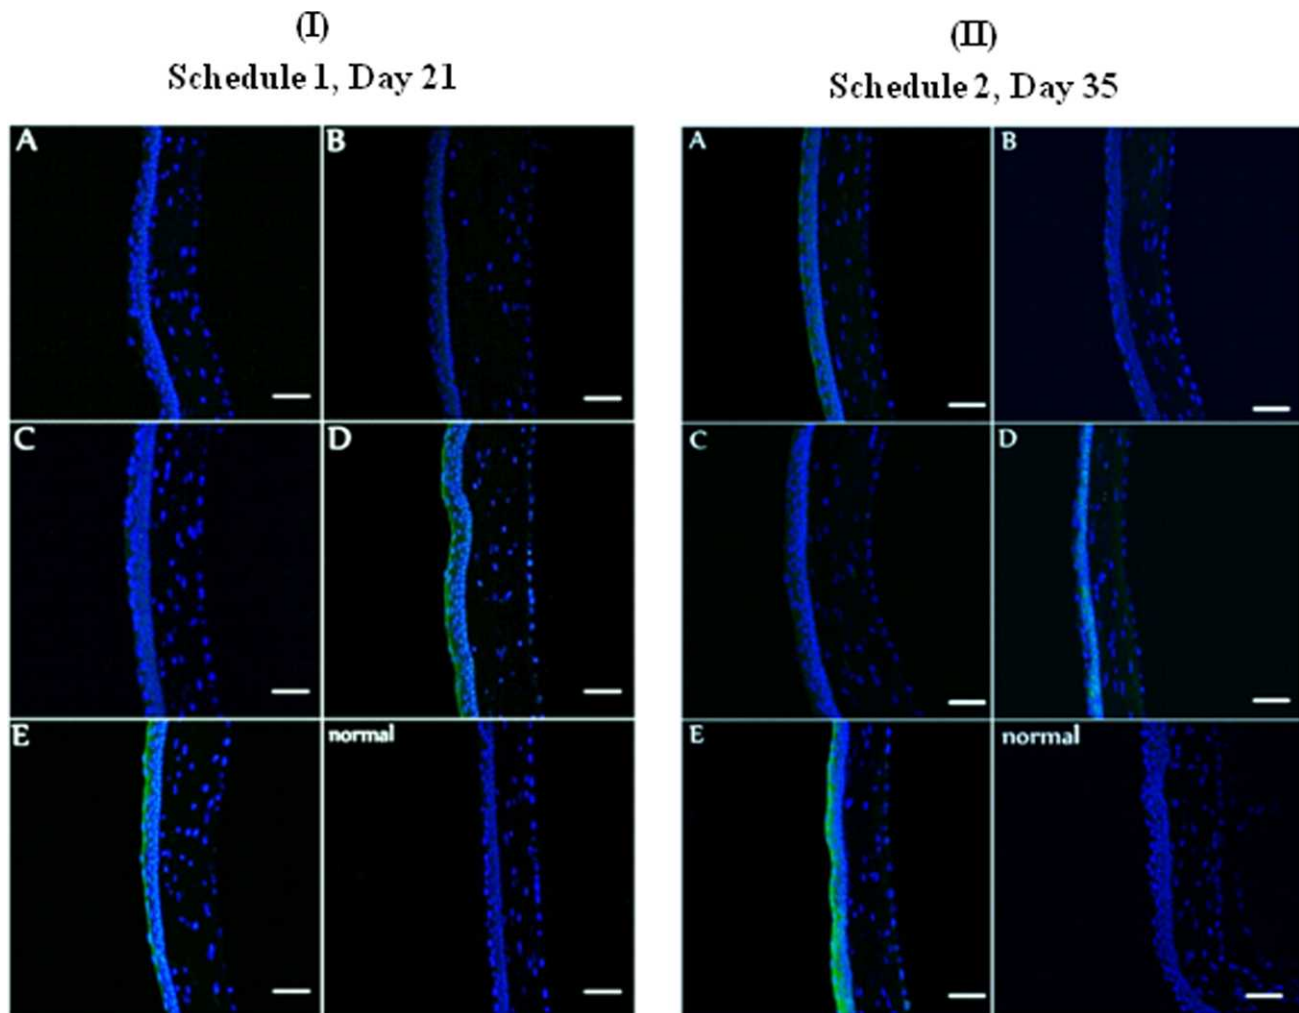 (I)
Schedule 1, Day 21
A
B
C
D
E
normal
(II)
Schedule 2, Day 35
A
B
C
D
E
normal